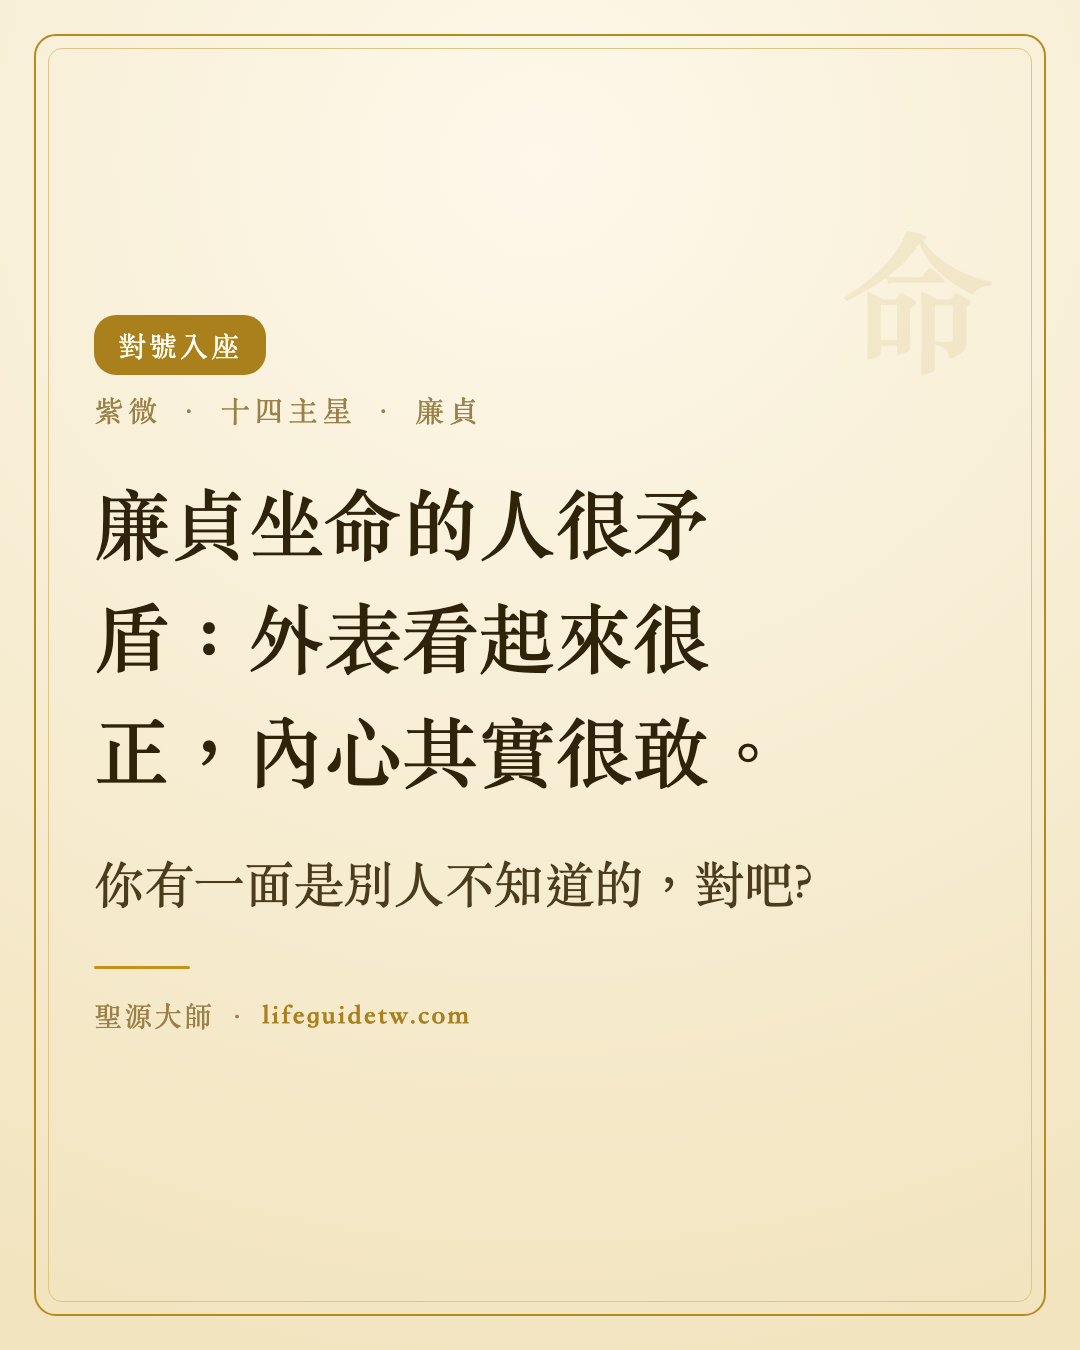 命
對號入座
紫微 · 十四主星 · 廉貞
廉貞坐命的人很矛
盾：外表看起來很
正，內心其實很敢。
你有一面是別人不知道的，對吧?
聖源大師 · lifeguidetw.com